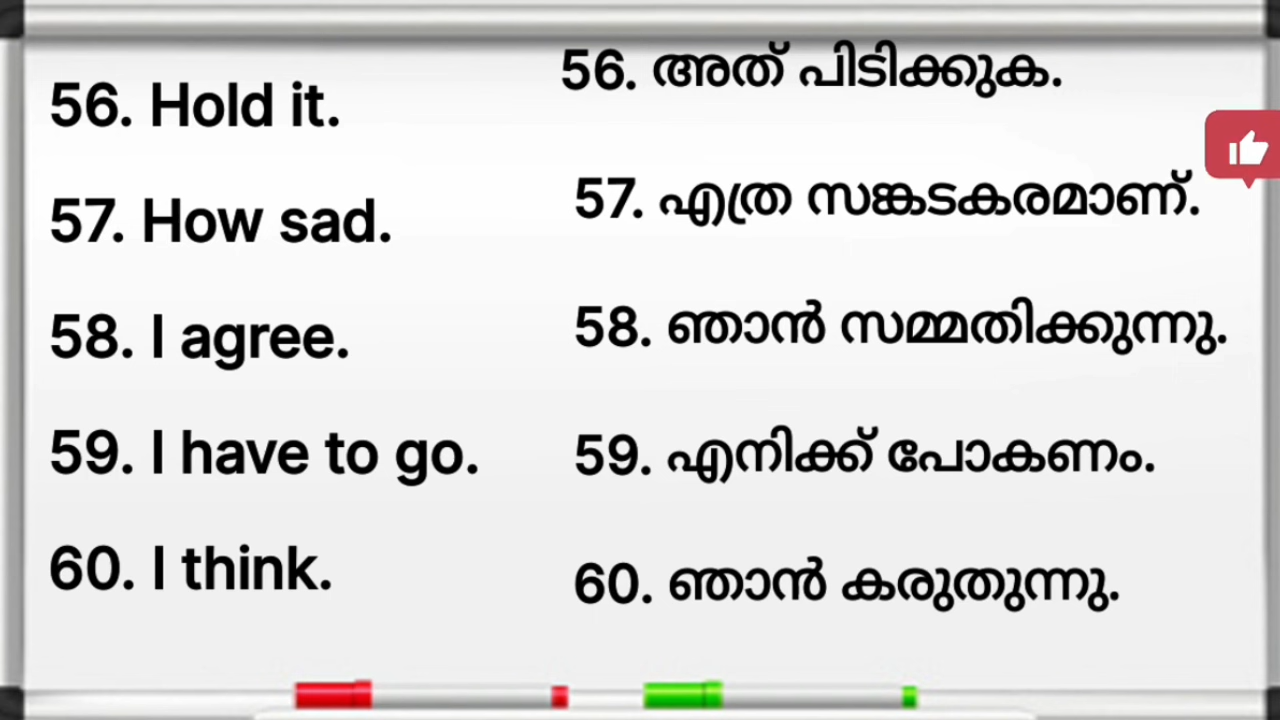 56. Hold it.
57. How sad.
58. I agree.
59. I have to go.
60. I think.
56. അത് പിടിക്കുക.
57. എത്ര സങ്കടകരമാണ്.
58. ഞാൻ സമ്മതിക്കുന്നു.
59. എനിക്ക് പോകണം.
60. ഞാൻ കരുതുന്നു.